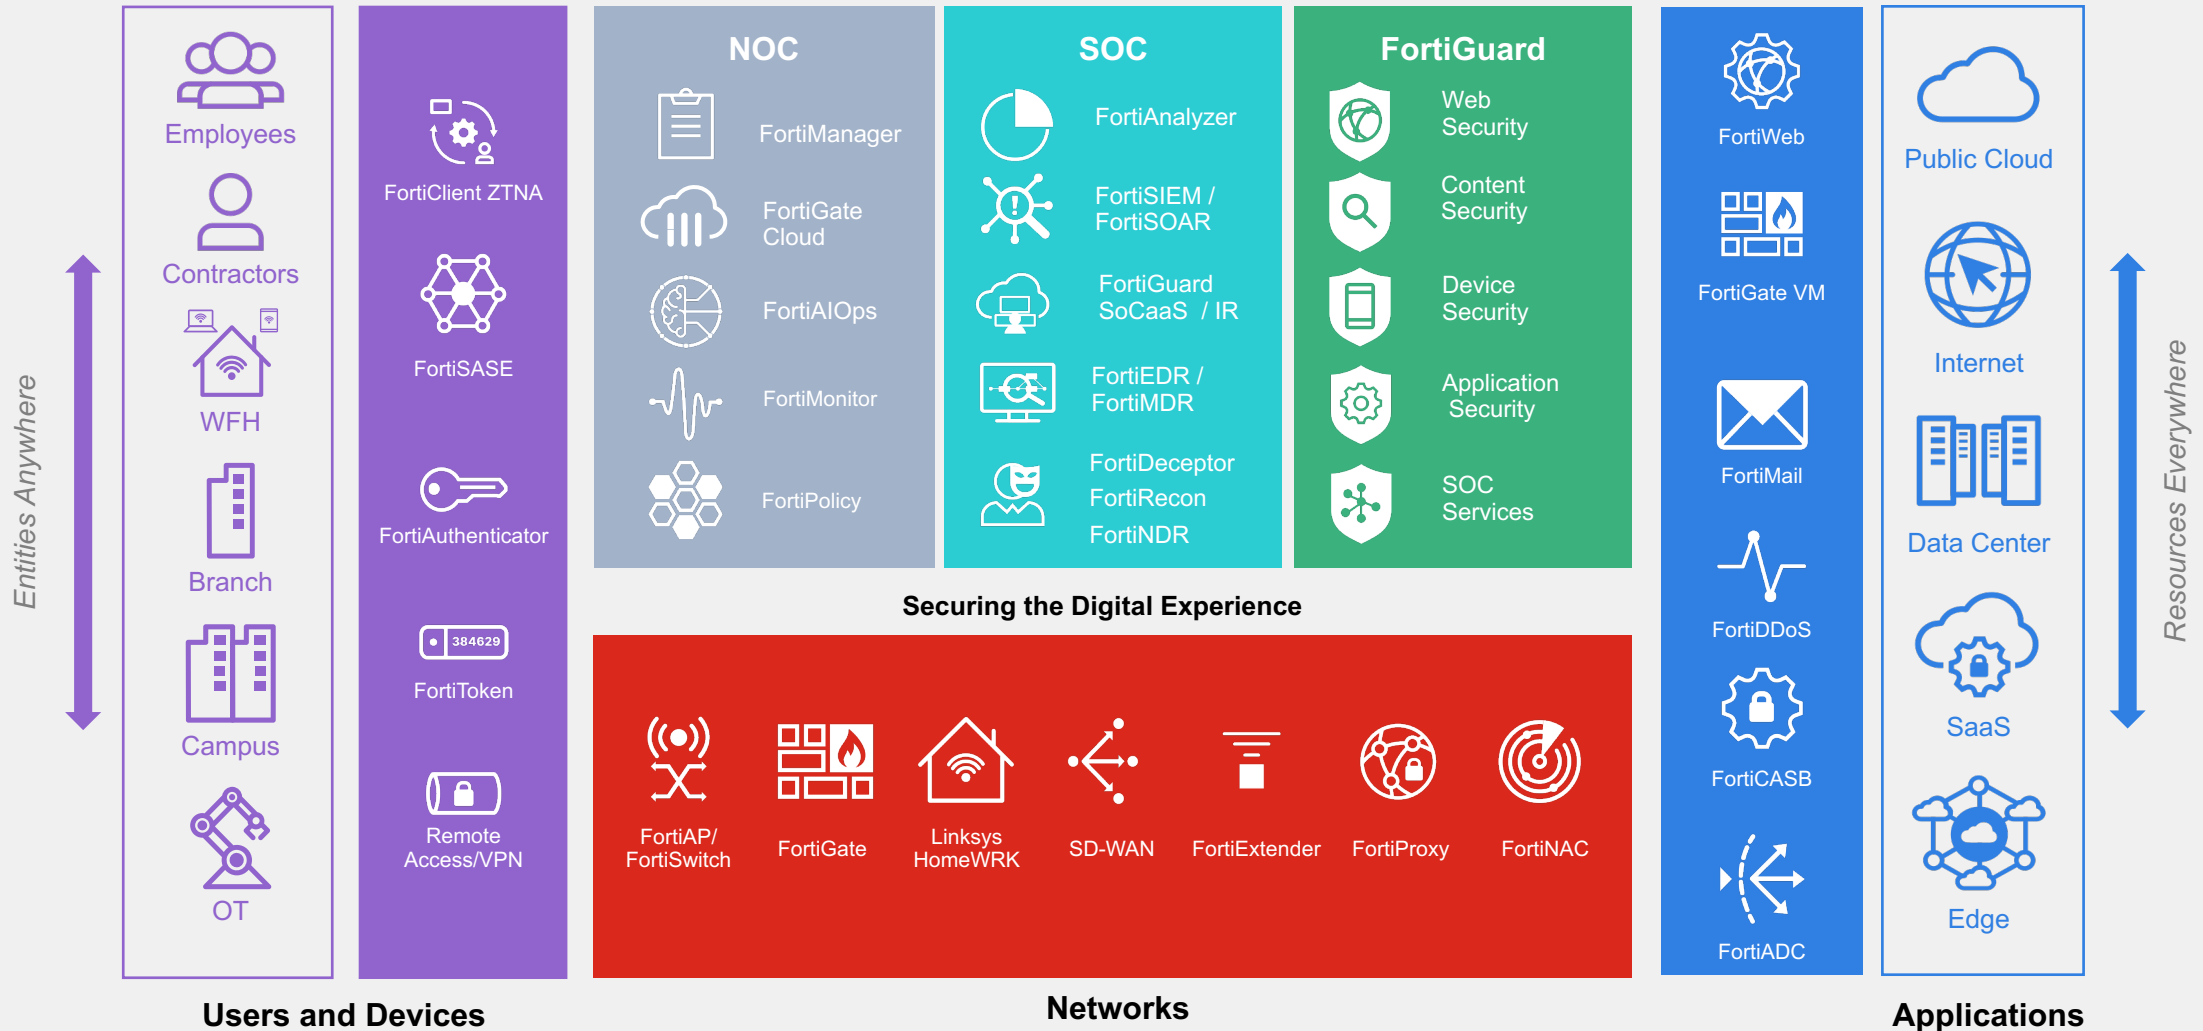 Entities Anywhere
Employees
Contractors
WFH
Branch
Campus
OT
FortiClient ZTNA
FortiSASE
FortiAuthenticator
384629
FortiToken
Remote
Access/VPN
Users and Devices
NOC
FortiManager
FortiGate
Cloud
FortiAIOps
FortiMonitor
FortiPolicy
SOC
FortiAnalyzer
FortiSIEM /
FortiSOAR
FortiGuard
SoCaaS / IR
FortiEDR /
FortiMDR
FortiDeceptor
FortiRecon
FortiNDR
FortiGuard
Web
Security
Content
Security
Device
Security
Application
Security
SOC
Services
Securing the Digital Experience
FortiAP/
FortiSwitch
FortiGate
Linksys
HomeWRK
SD-WAN
FortiExtender
FortiProxy
FortiNAC
Networks
FortiWeb
FortiGate VM
FortiMail
FortiDDoS
FortiCASB
FortiADC
Public Cloud
Internet
Data Center
SaaS
Edge
Applications
Resources Everywhere